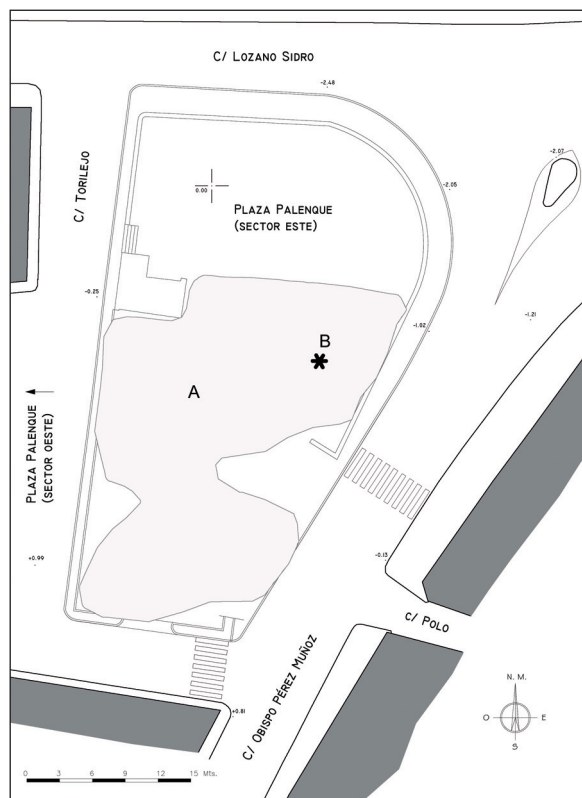 C/ LOZANO SIDRO
-2.48
-2.07
C/ TORILEJO
-2.05
0.00
PLAZA PALENQUE
(SECTOR ESTE)
-0.25
-1.21
-1.02
B
A
PLAZA PALENQUE
(SECTOR OESTE)
+0.99
-0.13
C/ POLO
C/ OBISPO PÉREZ MUÑOZ
N. M.
O
E
S
+0.81
0 3 6 9 12 15 Mts.